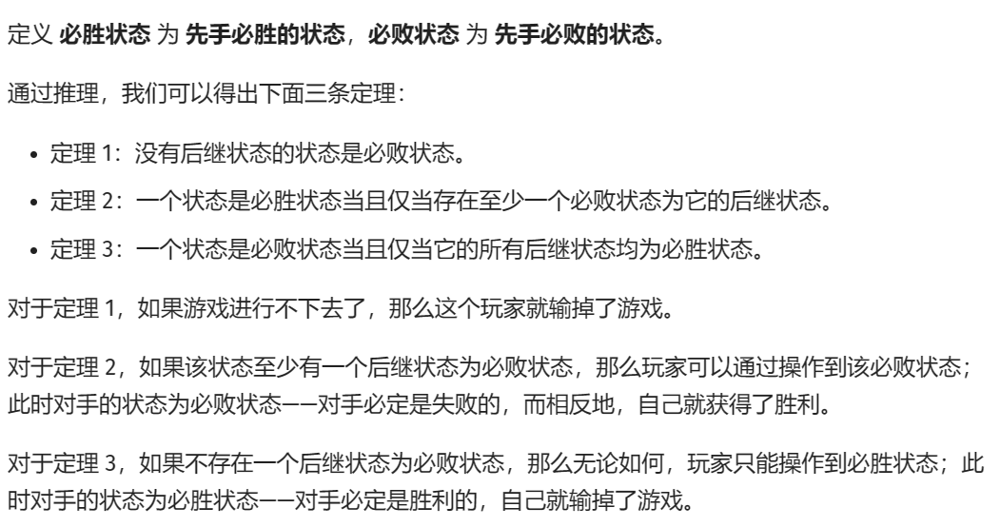 定义 必胜状态 为 先手必胜的状态，必败状态 为 先手必败的状态。
通过推理，我们可以得出下面三条定理：
• 定理 1：没有后继状态的状态是必败状态。
• 定理 2：一个状态是必胜状态当且仅当存在至少一个必败状态为它的后继状态。
• 定理 3：一个状态是必败状态当且仅当它的所有后继状态均为必胜状态。
对于定理 1，如果游戏进行不下去了，那么这个玩家就输掉了游戏。
对于定理 2，如果该状态至少有一个后继状态为必败状态，那么玩家可以通过操作到该必败状态；
此时对手的状态为必败状态——对手必定是失败的，而相反地，自己就获得了胜利。
对于定理 3，如果不存在一个后继状态为必败状态，那么无论如何，玩家只能操作到必胜状态；此
时对手的状态为必胜状态——对手必定是胜利的，自己就输掉了游戏。